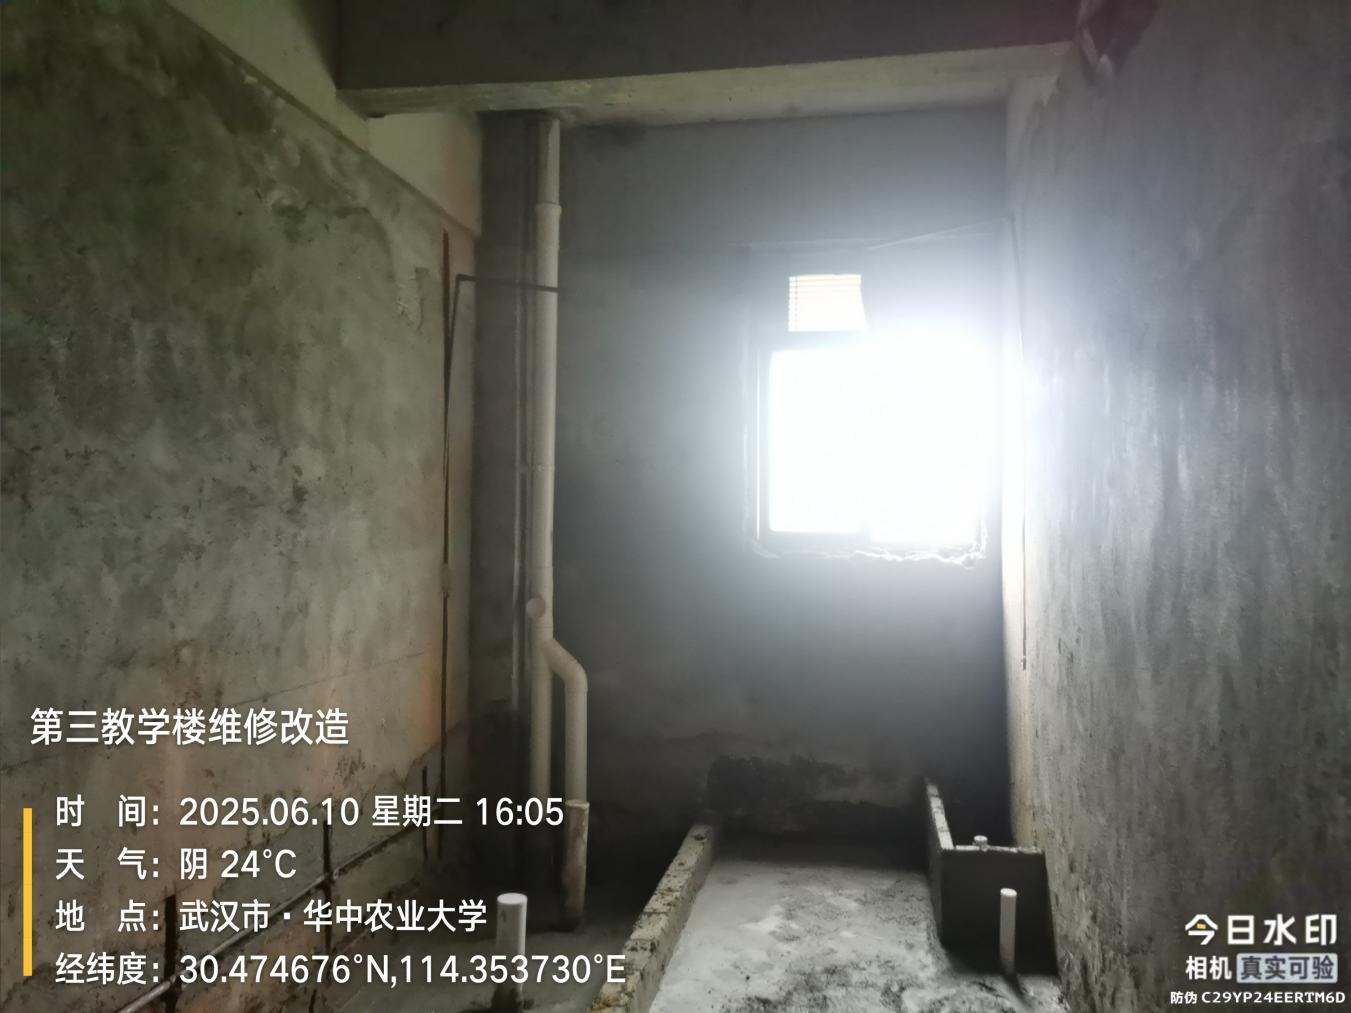 第三教学楼维修改造
时 间：2025.06.10 星期二 16:05
天 气：阴 24°C
地 点：武汉市·华中农业大学
经纬度：30.474676°N,114.353730°E
今日水印
相机 真实可验
防伪 C29YP24EERTM6D